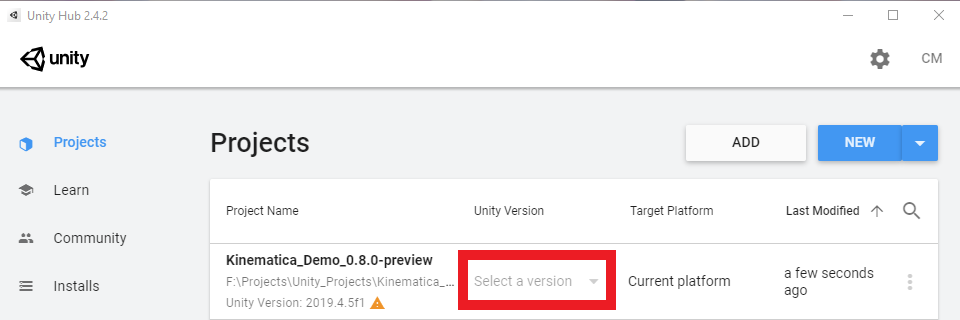 Unity Hub 2.4.2
unity
CM
Projects
Learn
Community
Installs
Projects
ADD
NEW
Project Name Unity Version Target Platform Last Modified
Kinematica_Demo_0.8.0-preview
F:\Projects\Unity_Projects\Kinematica_...
Unity Version: 2019.4.5f1
Select a version
Current platform
a few seconds
ago